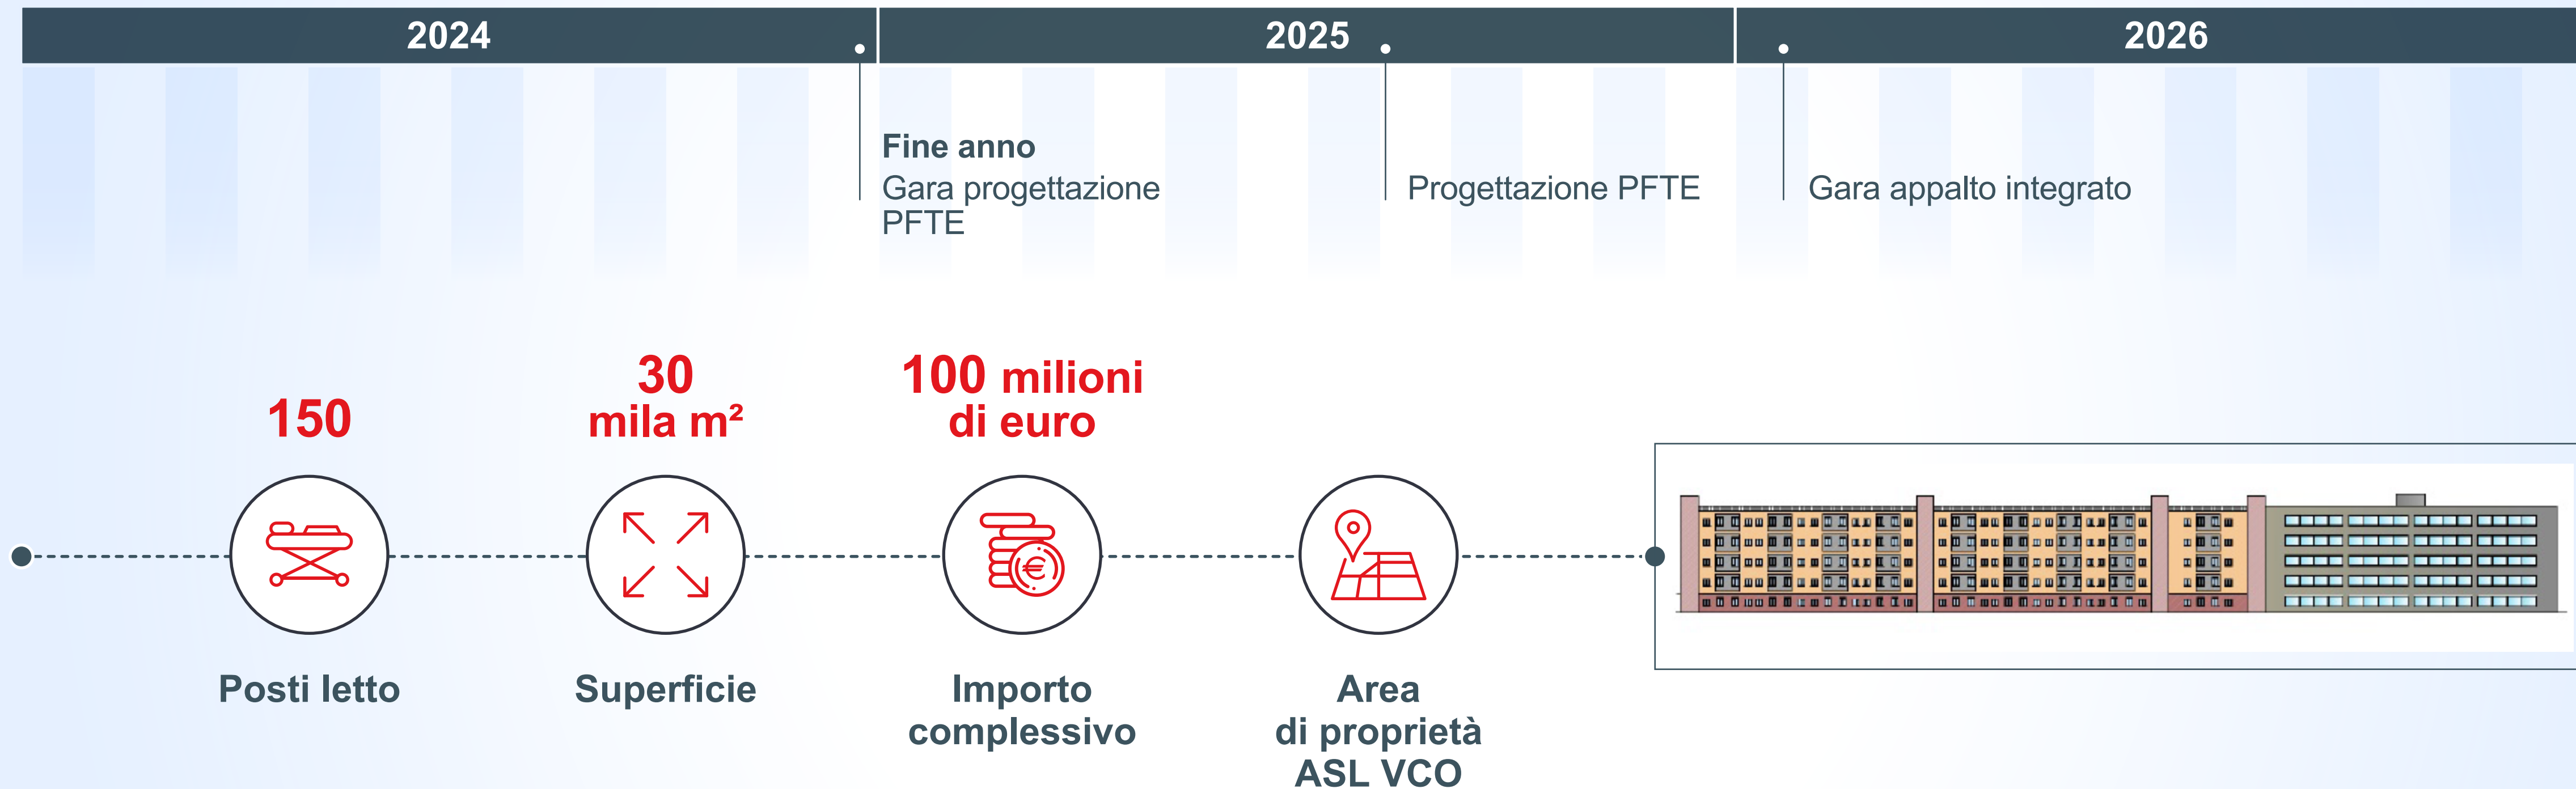 2024
2025
2026
Fine anno
Gara progettazione
PFTE
Progettazione PFTE
Gara appalto integrato
150
30
mila m²
100 milioni
di euro
Posti letto
Superficie
Importo
complessivo
Area
di proprietà
ASL VCO